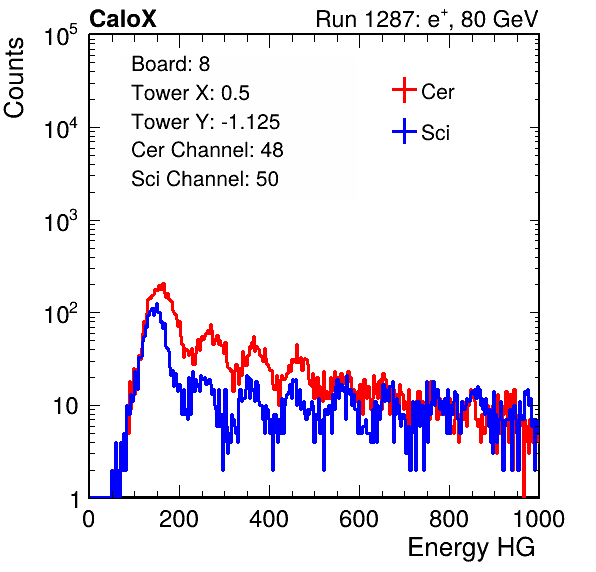 CaloX Run 1287: e⁺, 80 GeV
Counts
10⁵
10⁴
10³
10²
10
1
Board: 8
Tower X: 0.5
Tower Y: -1.125
Cer Channel: 48
Sci Channel: 50
Cer
Sci
0 200 400 600 800 1000
Energy HG